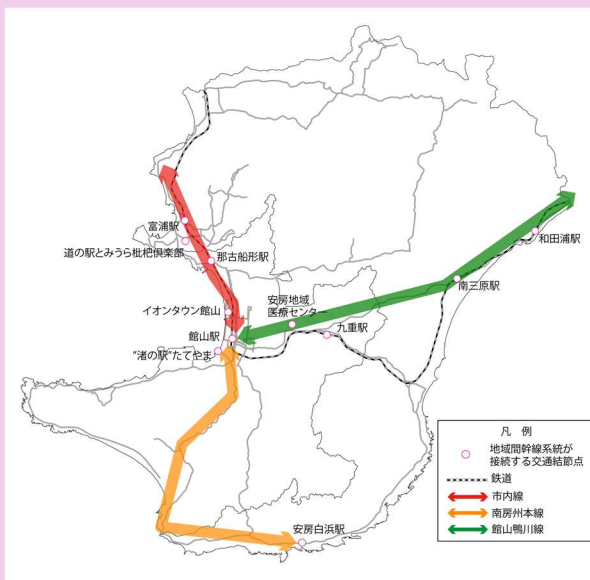 富浦駅
道の駅とみうら枇杷倶楽部
那古船形駅
和田浦駅
南三原駅
安房地域
医療センター
イオンタウン館山
九重駅
館山駅
"渚の駅"たてやま
安房白浜駅
凡 例
地域間幹線系統が
接続する交通結節点
鉄道
市内線
南房州本線
館山鴨川線